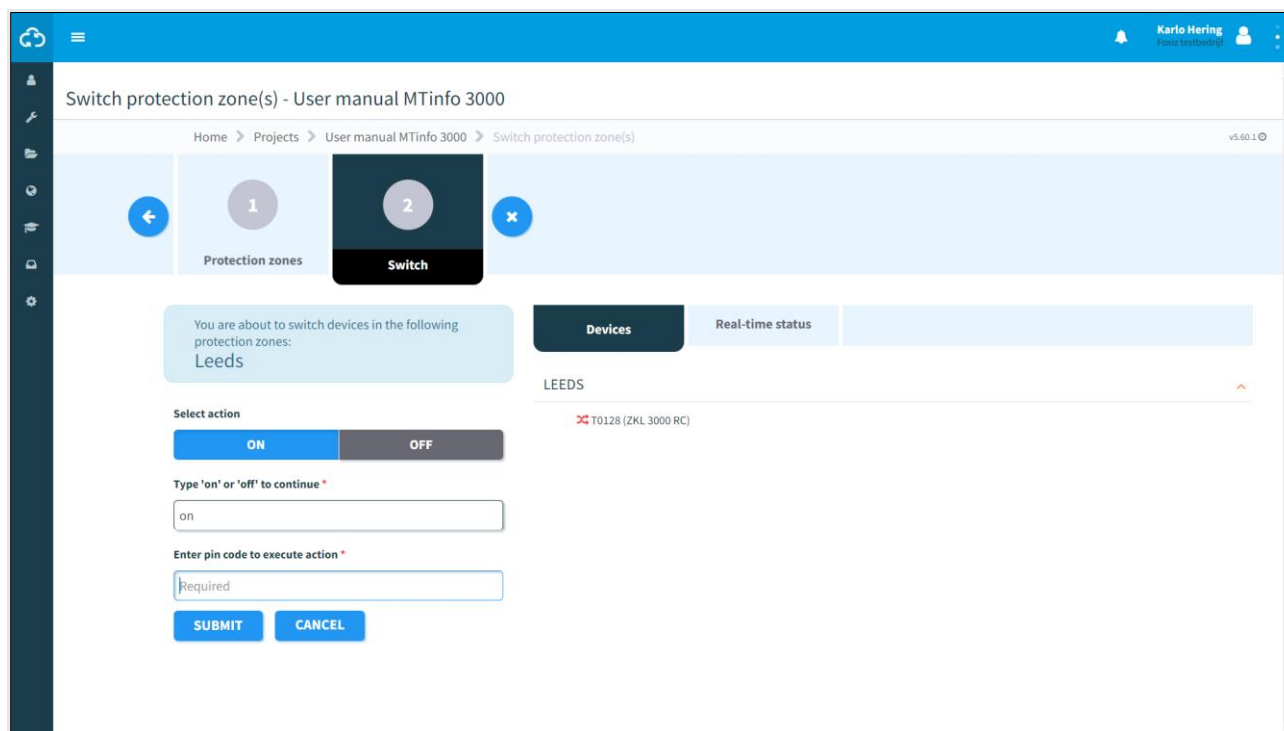 Karlo Hering
Foxiz testbedrijf
Switch protection zone(s) - User manual MTinfo 3000
Home > Projects > User manual MTinfo 3000 > Switch protection zone(s)
v5.60.1
1
Protection zones
2
Switch
You are about to switch devices in the following
protection zones:
Leeds
Select action
ON OFF
Type 'on' or 'off' to continue *
on
Enter pin code to execute action *
Required
SUBMIT CANCEL
Devices Real-time status
LEEDS
T0128 (ZKL 3000 RC)